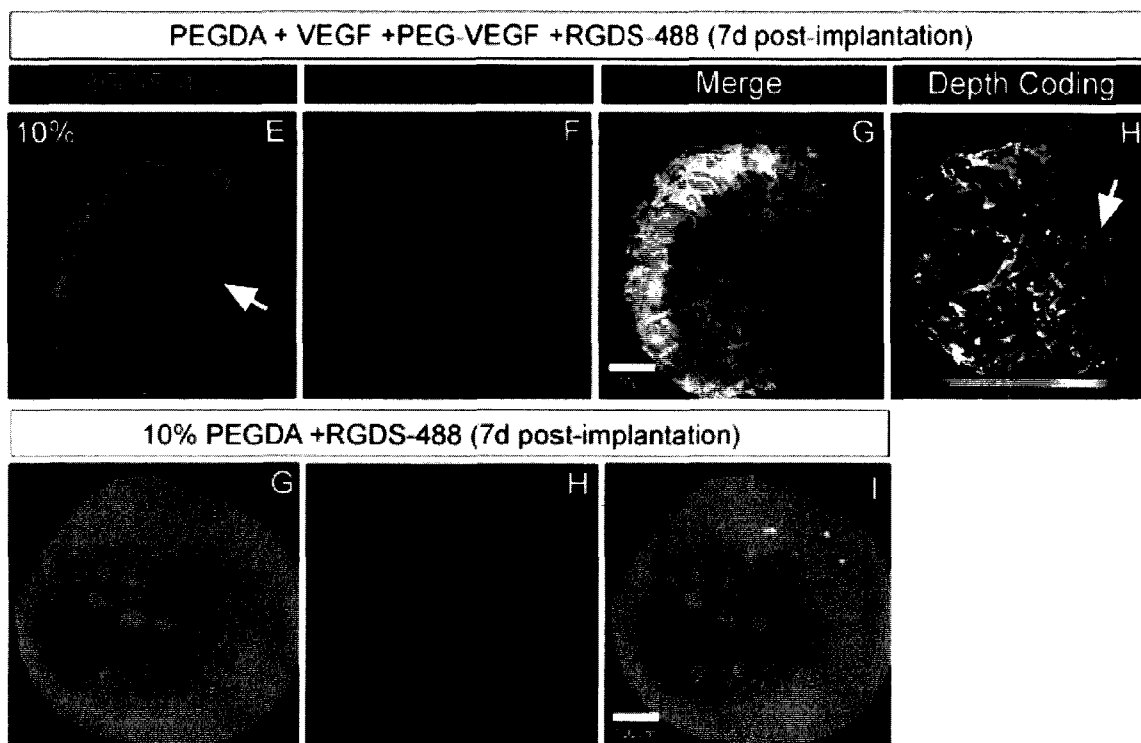 PEGDA + VEGF +PEG-VEGF +RGDS-488 (7d post-implantation)
Merge Depth Coding
10% E F G H
10% PEGDA +RGDS-488 (7d post-implantation)
G H I